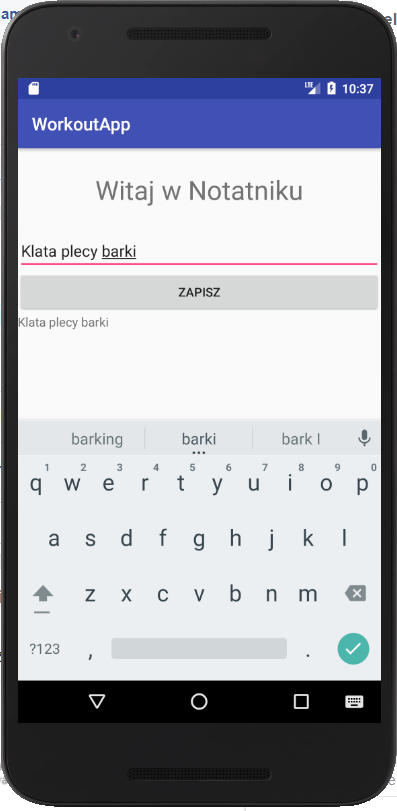 LTE 10:37
WorkoutApp
Witaj w Notatniku
Klata plecy barki
ZAPISZ
Klata plecy barki
barking barki bark I
1 2 3 4 5 6 7 8 9 0
q w e r t y u i o p
a s d f g h j k l
z x c v b n m
?123 , .